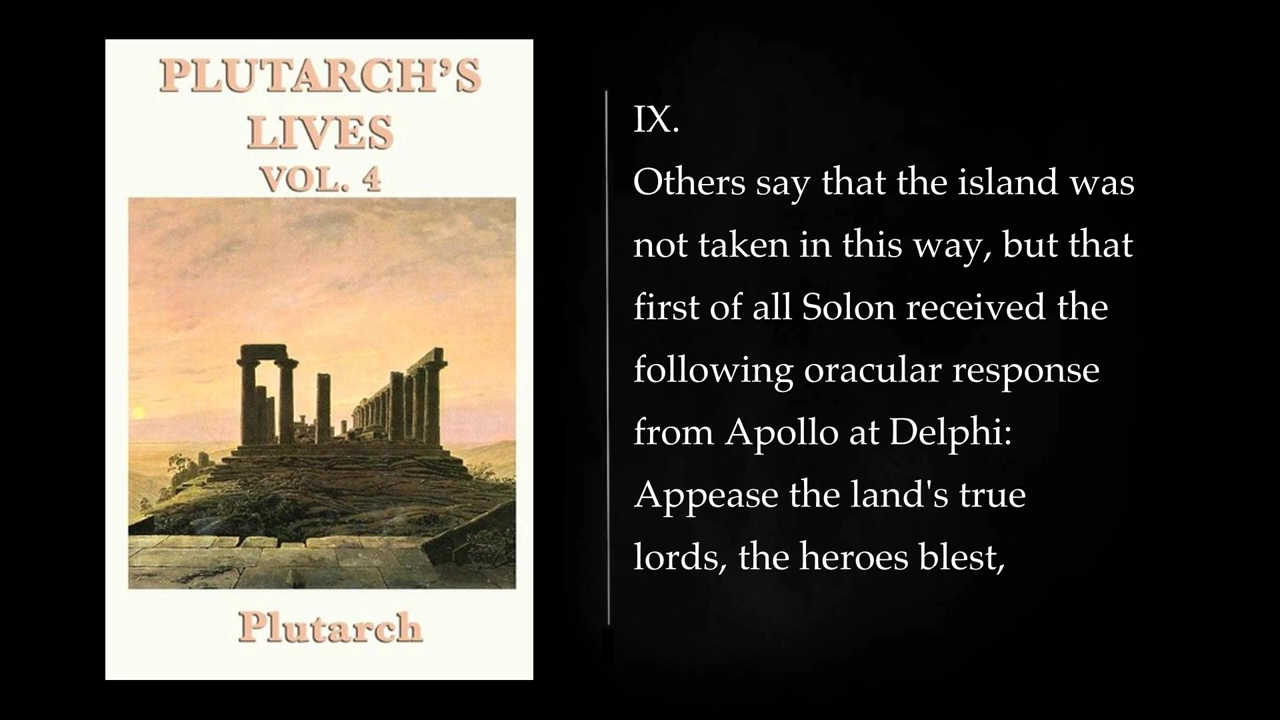 PLUTARCH'S
LIVES
VOL. 4
Plutarch
IX.
Others say that the island was
not taken in this way, but that
first of all Solon received the
following oracular response
from Apollo at Delphi:
Appease the land's true
lords, the heroes blest,